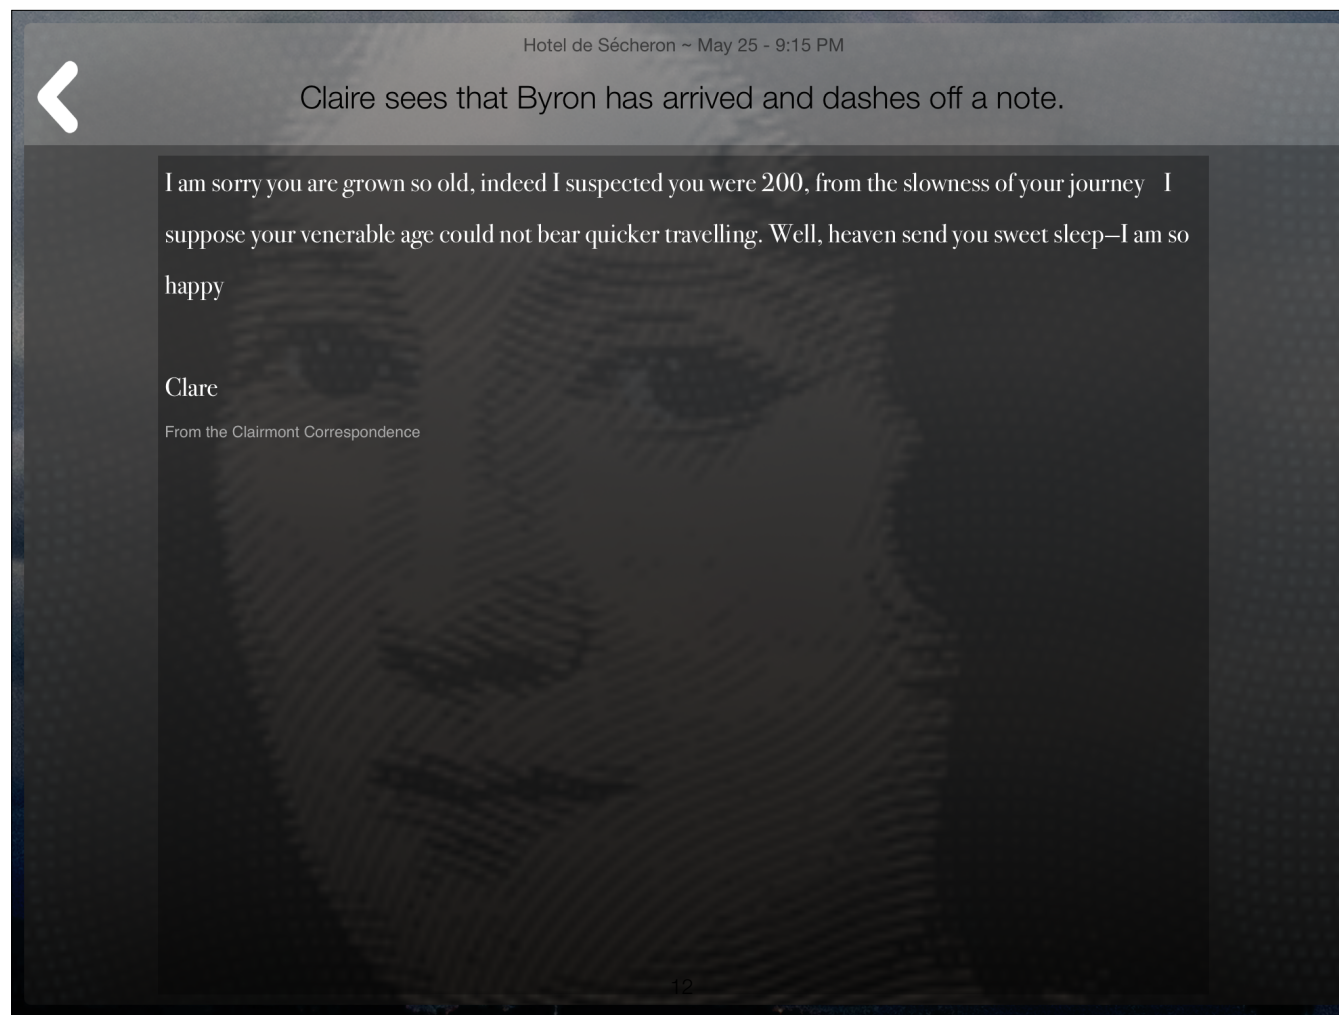 Hotel de Sécheron ~ May 25 - 9:15 PM
Claire sees that Byron has arrived and dashes off a note.
I am sorry you are grown so old, indeed I suspected you were 200, from the slowness of your journey I
suppose your venerable age could not bear quicker travelling. Well, heaven send you sweet sleep—I am so
happy
Clare
From the Clairmont Correspondence
12